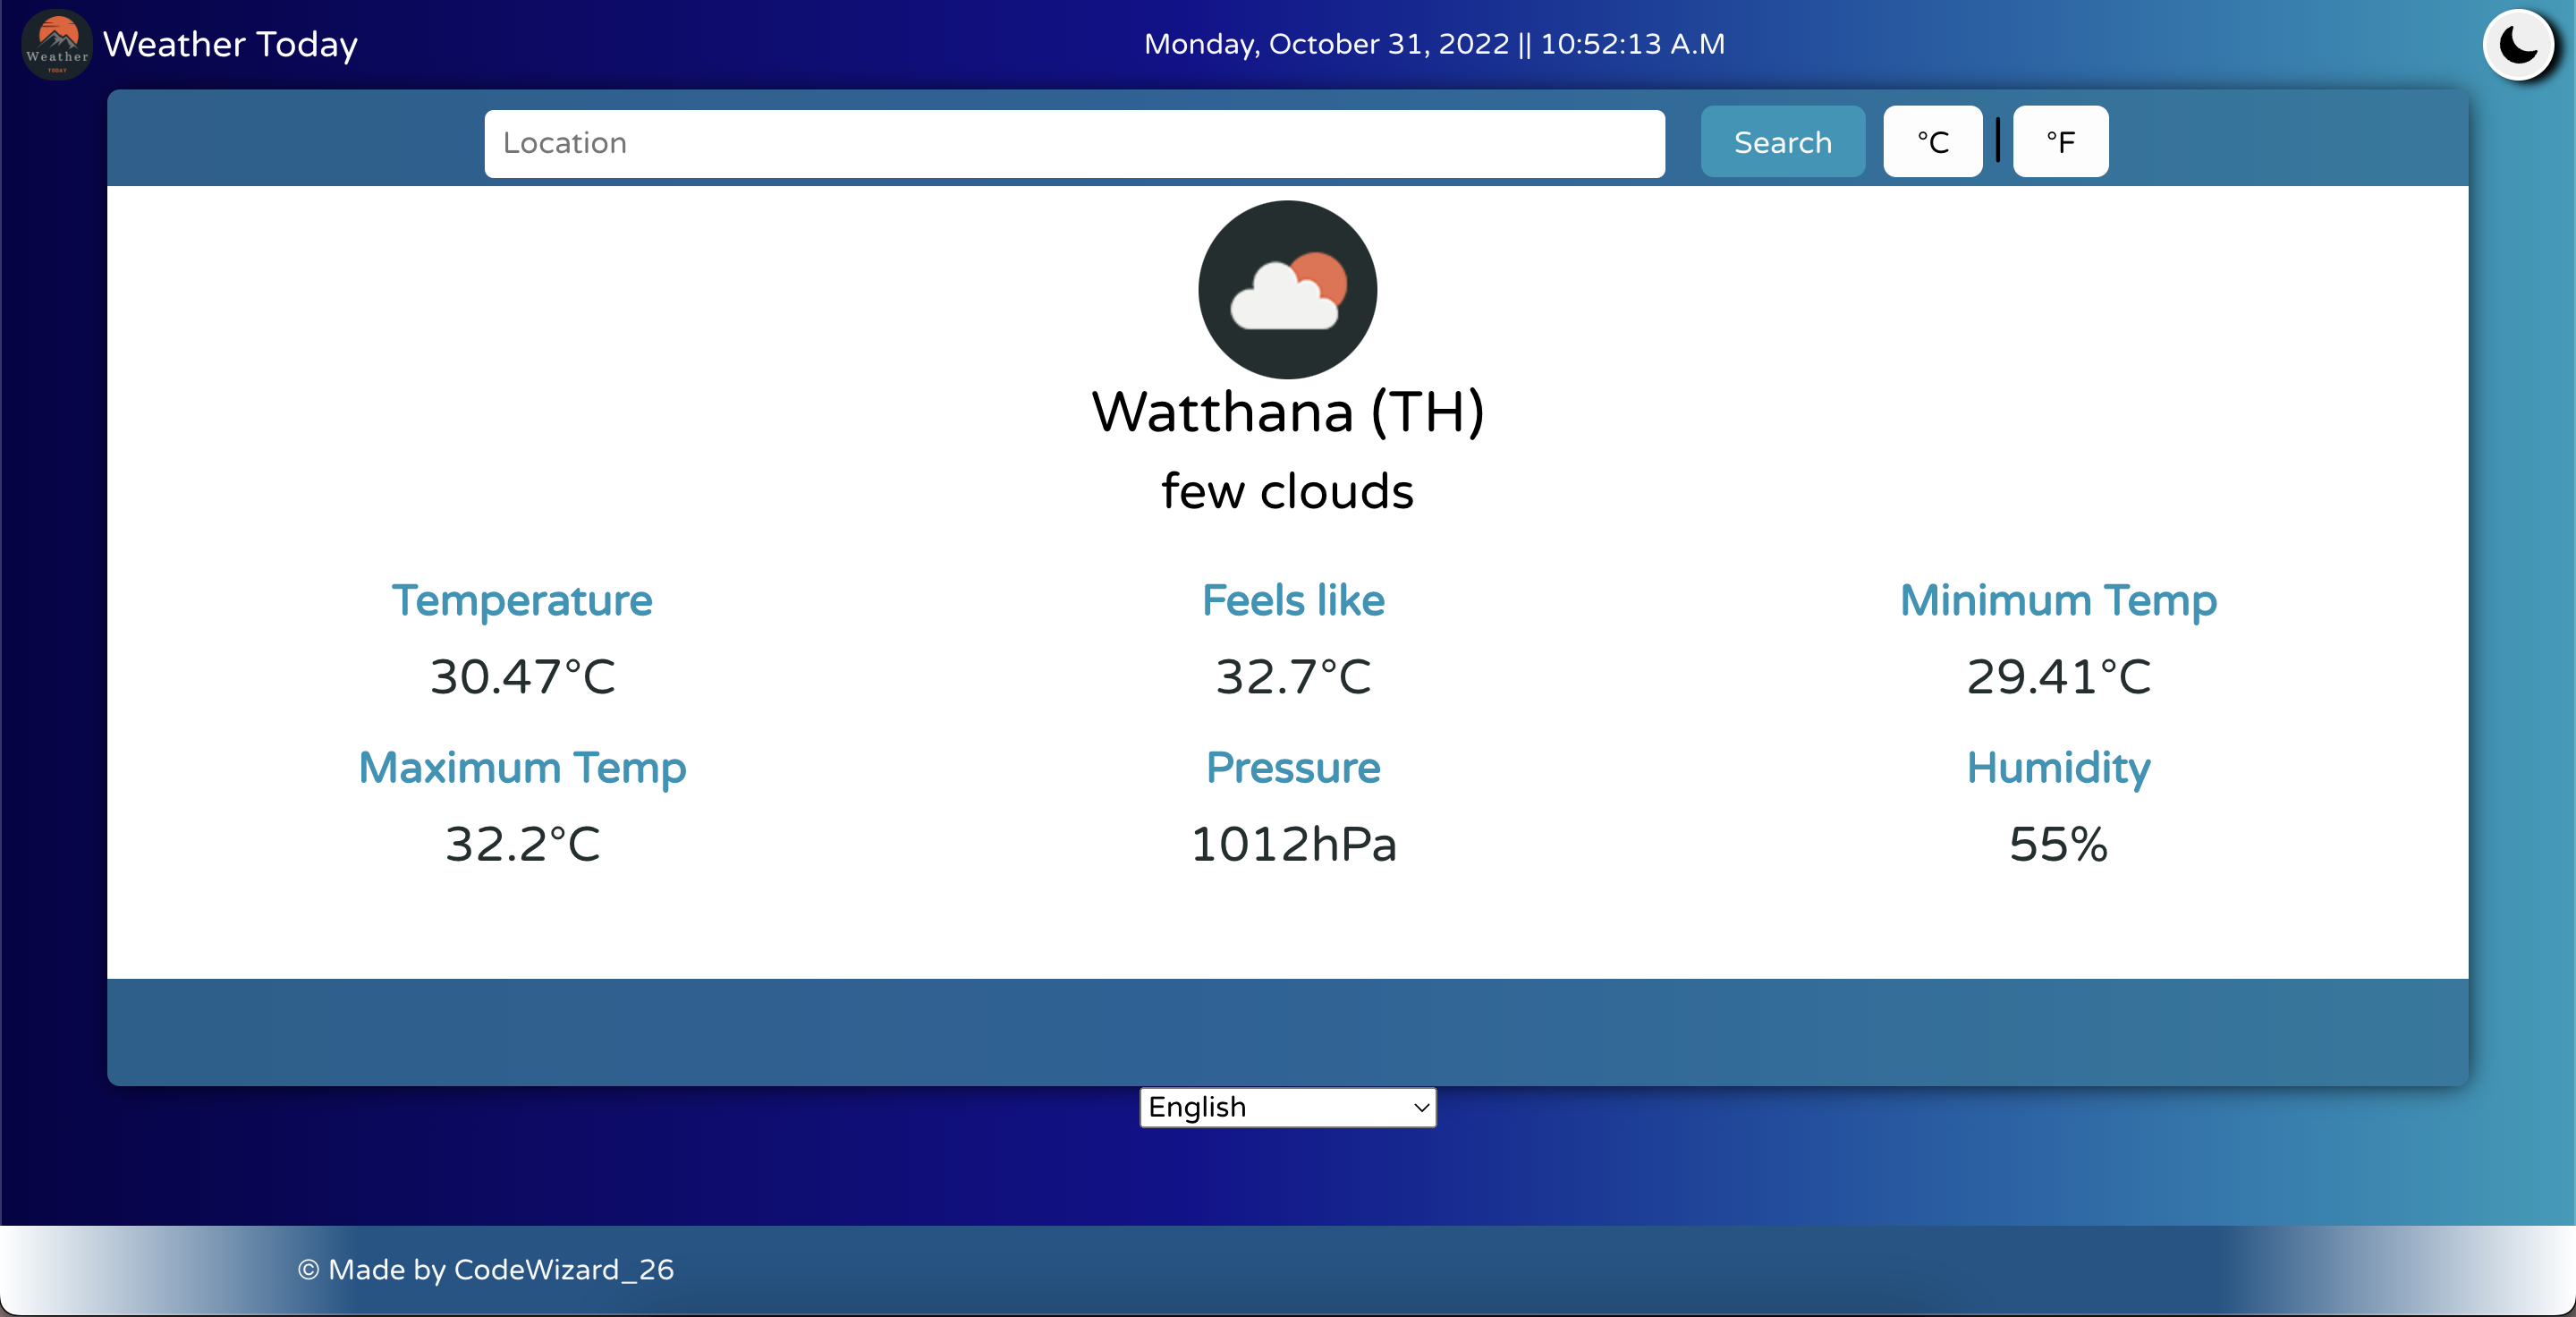 Weather
TODAY
Weather Today
Monday, October 31, 2022 || 10:52:13 A.M
Location
Search
°C | °F
Watthana (TH)
few clouds
Temperature Feels like Minimum Temp
30.47°C 32.7°C 29.41°C
Maximum Temp Pressure Humidity
32.2°C 1012hPa 55%
English
© Made by CodeWizard_26